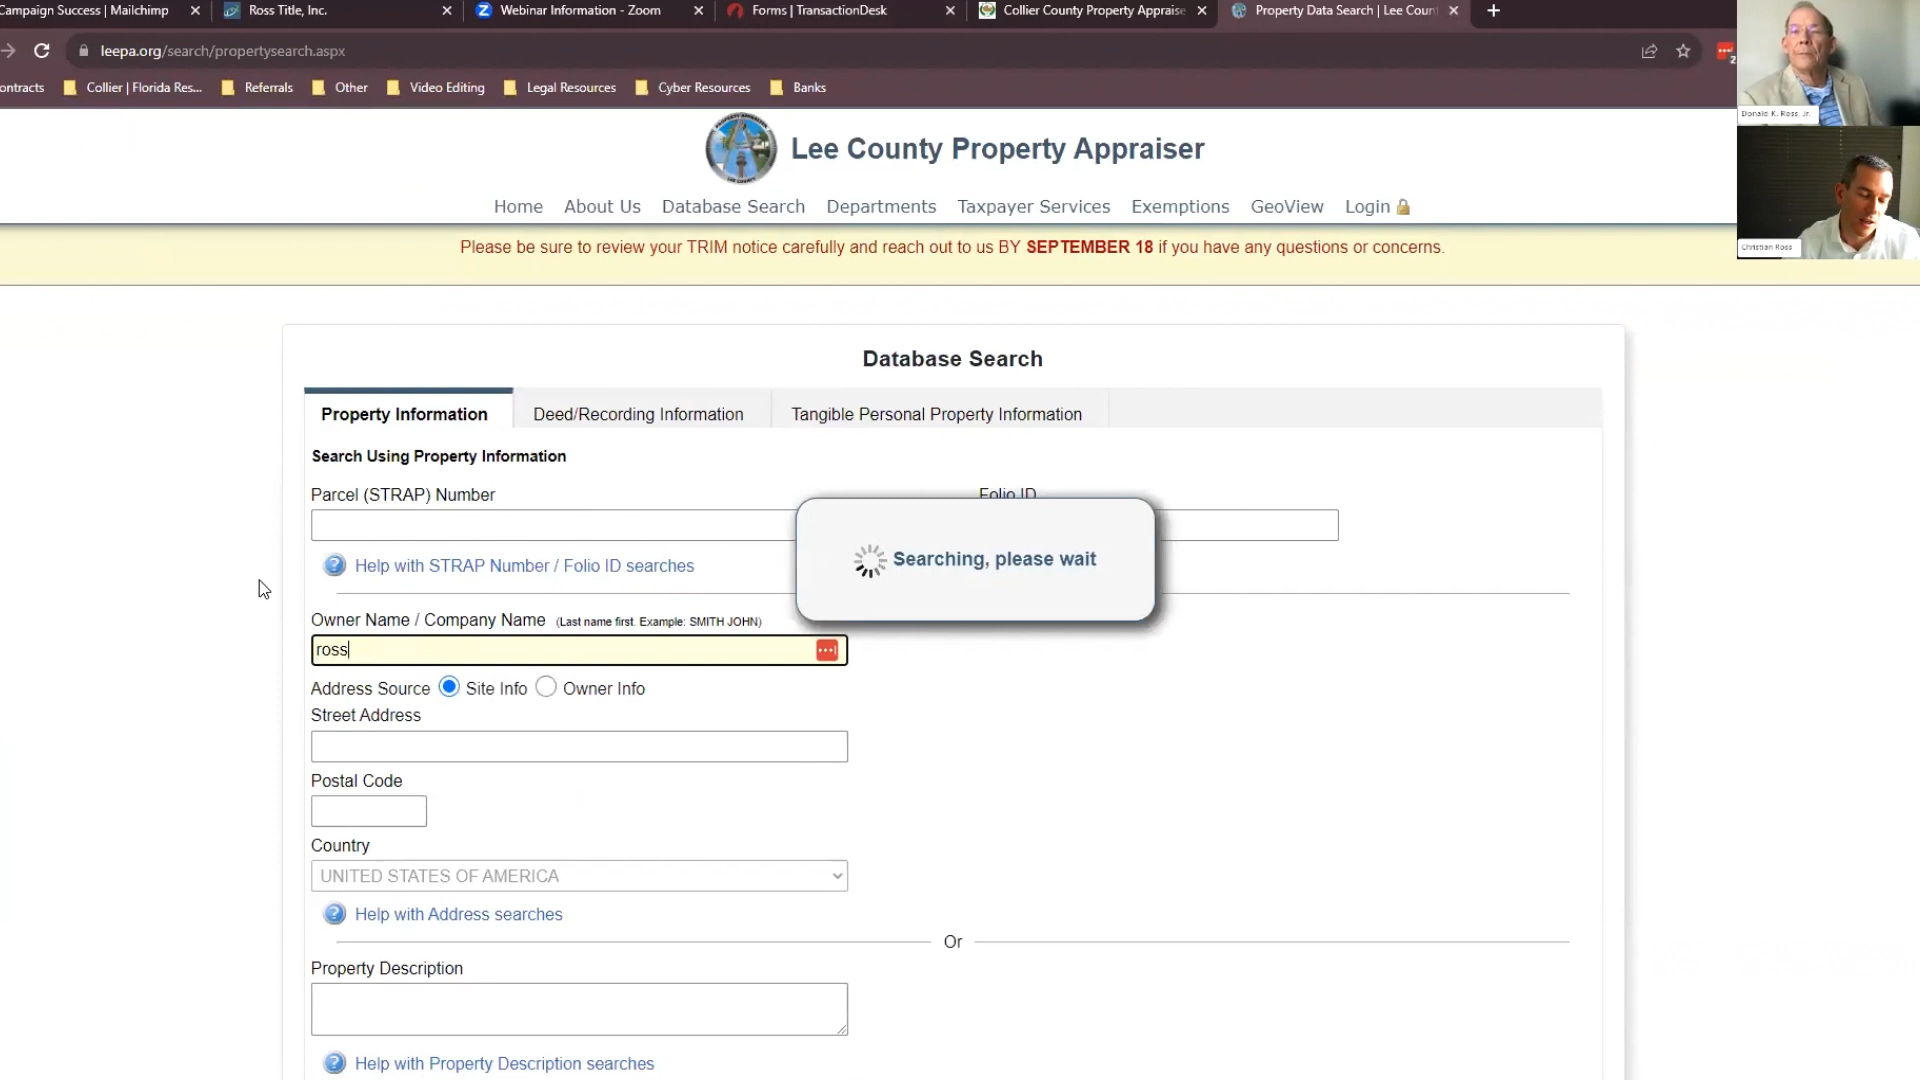 Campaign Success | Mailchimp
Ross Title, Inc.
Webinar Information - Zoom
Forms | TransactionDesk
Collier County Property Appraise
Property Data Search | Lee Coun
leepa.org/search/propertysearch.aspx
2
ontracts
Collier | Florida Res...
Referrals
Other
Video Editing
Legal Resources
Cyber Resources
Banks
Donald K. Ross, Jr.
Christian Ross
Lee County Property Appraiser
Home About Us Database Search Departments Taxpayer Services Exemptions GeoView Login
Please be sure to review your TRIM notice carefully and reach out to us BY SEPTEMBER 18 if you have any questions or concerns.
Database Search
Property Information
Deed/Recording Information
Tangible Personal Property Information
Search Using Property Information
Parcel (STRAP) Number
Folio ID
Searching, please wait
Help with STRAP Number / Folio ID searches
Owner Name / Company Name (Last name first. Example: SMITH JOHN)
ross
Address Source Site Info Owner Info
Street Address
Postal Code
Country
UNITED STATES OF AMERICA
Help with Address searches
Or
Property Description
Help with Property Description searches